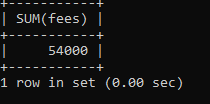 +-----------+
| SUM(fees) |
+-----------+
|     54000 |
+-----------+
1 row in set (0.00 sec)